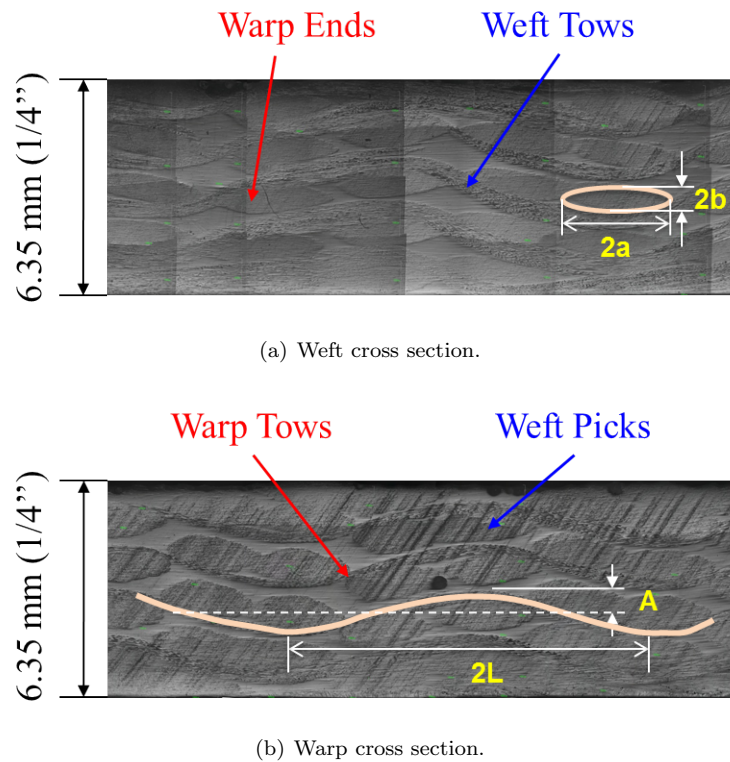 Warp Ends
Weft Tows
6.35 mm (1/4”)
2b
2a
(a) Weft cross section.
Warp Tows
Weft Picks
6.35 mm (1/4”)
A
2L
(b) Warp cross section.